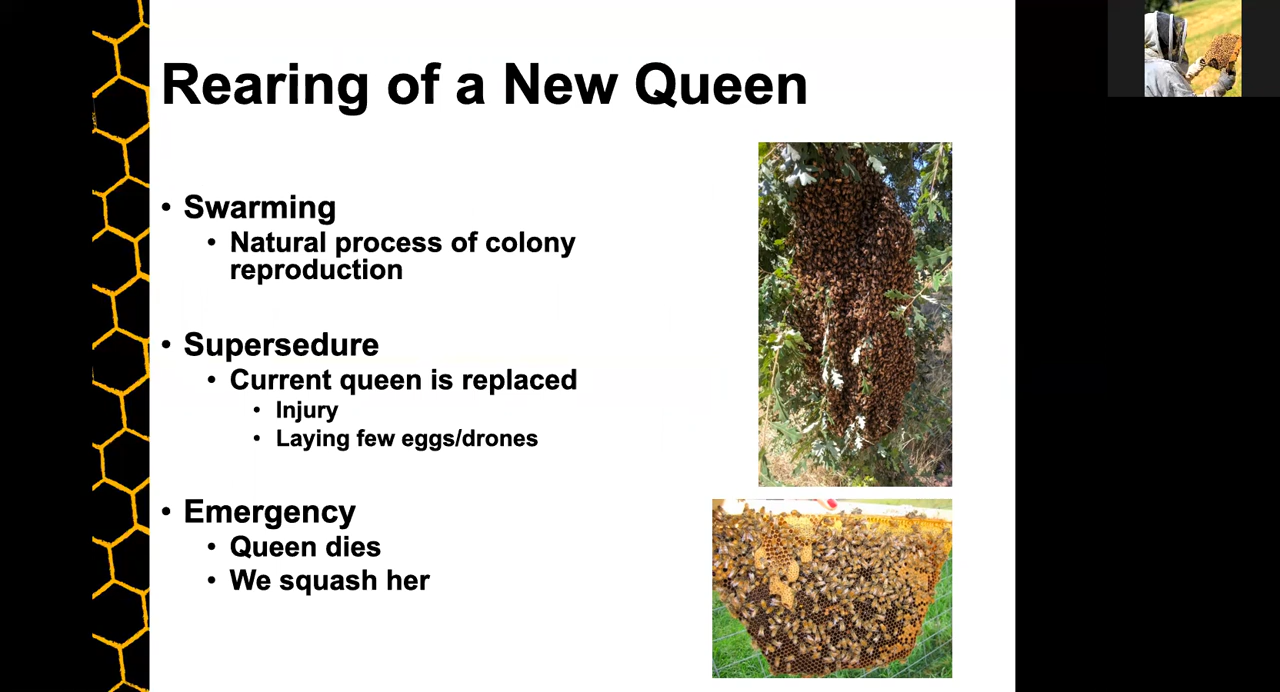 Rearing of a New Queen
• Swarming
• Natural process of colony
reproduction
• Supersedure
• Current queen is replaced
• Injury
• Laying few eggs/drones
• Emergency
• Queen dies
• We squash her